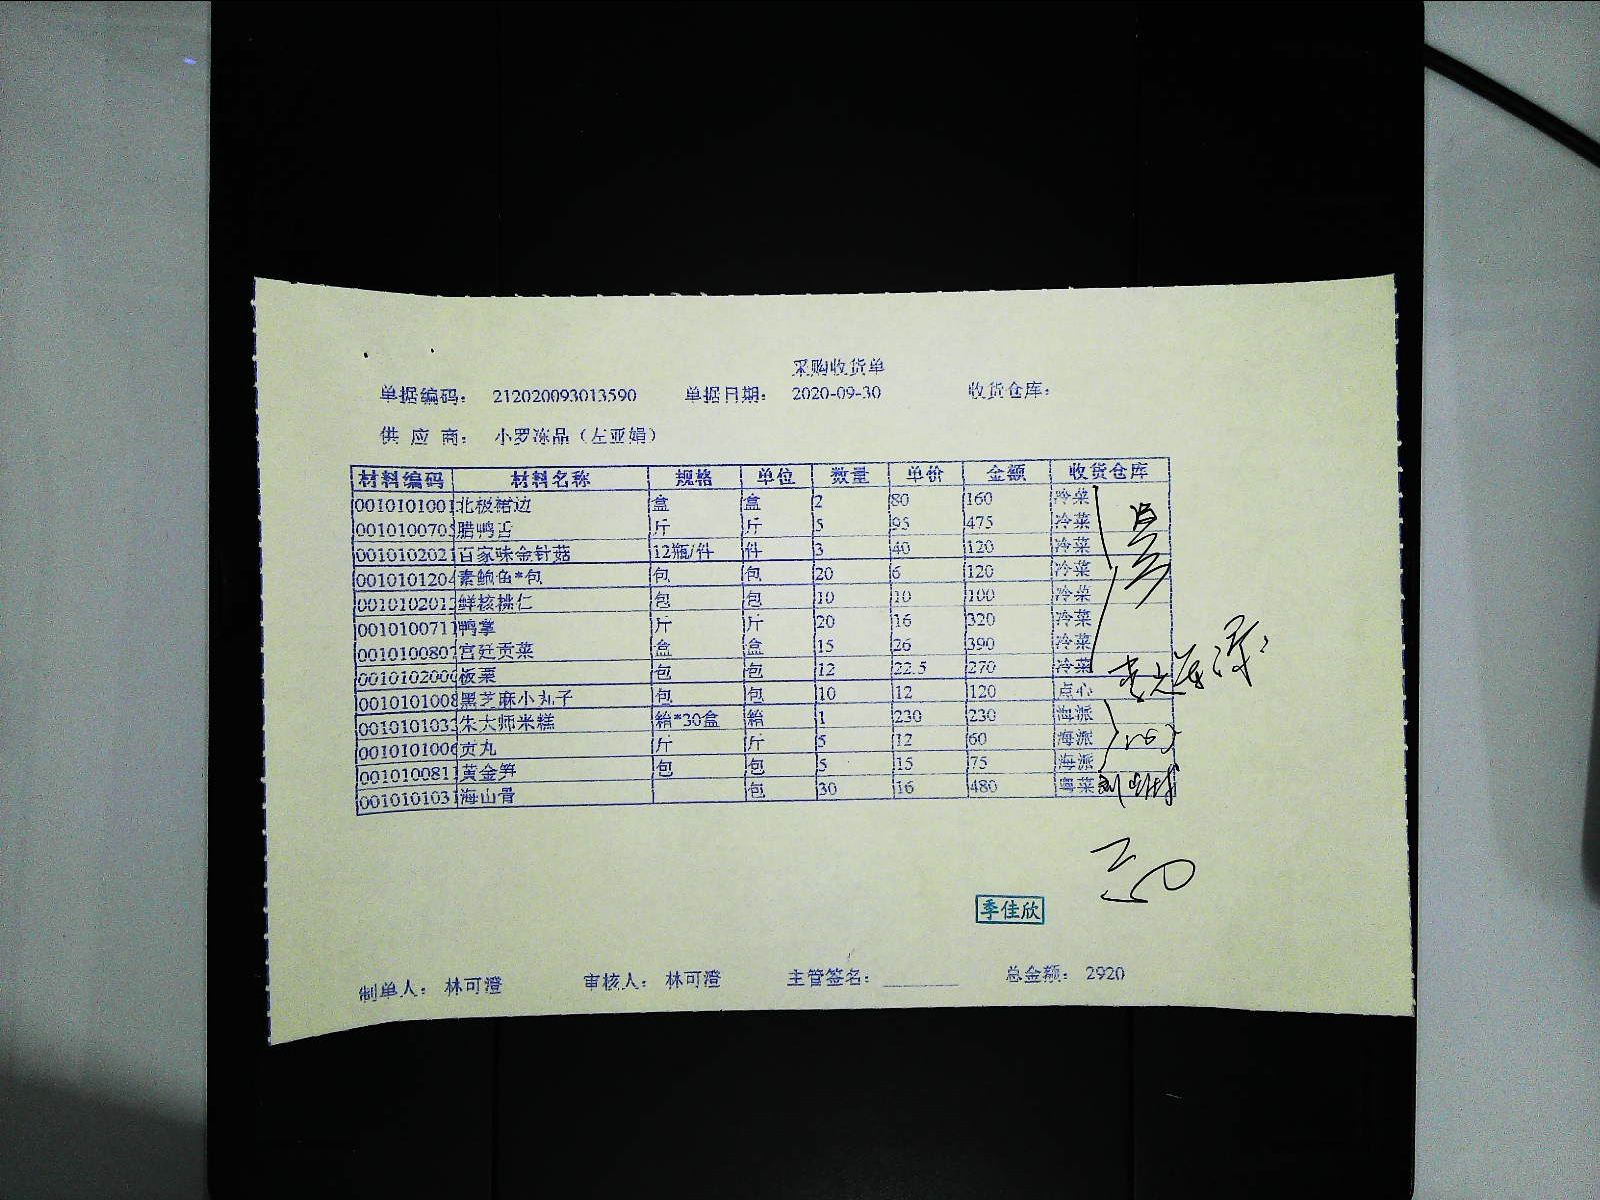 采购收货单
单据编码： 212020093013590 单据日期： 2020-09-30 收货仓库：
供 应 商： 小罗冻品（左亚娟）
材料编码 材料名称 规格 单位 数量 单价 金额 收货仓库
0010101001 北极裙边 盒 盒 2 80 160 冷菜
001010070 腊鸭舌 斤 斤 5 95 475 冷菜
0010102021 百家味金针菇 12瓶/件 件 3 40 120 冷菜
001010120 素鲍鱼*包 包 包 20 6 120 冷菜
001010201 鲜核桃仁 包 包 10 10 100 冷菜
0010100711 鸭掌 斤 斤 20 16 320 冷菜
001010080 宫廷贡菜 盒 盒 15 26 390 冷菜
001010200 板栗 包 包 12 22.5 270 冷菜
0010101008 黑芝麻小丸子 包 包 10 12 120 点心
001010103 朱大师米糕 箱*30盒 箱 1 230 230 海派
001010100 贡丸 斤 斤 5 12 60 海派
0010100811 黄金笋 包 包 5 15 75 海派
001010103 海山骨 包 30 16 480 粤菜
季佳欣
制单人： 林可澄 审核人： 林可澄 主管签名： 总金额： 2920